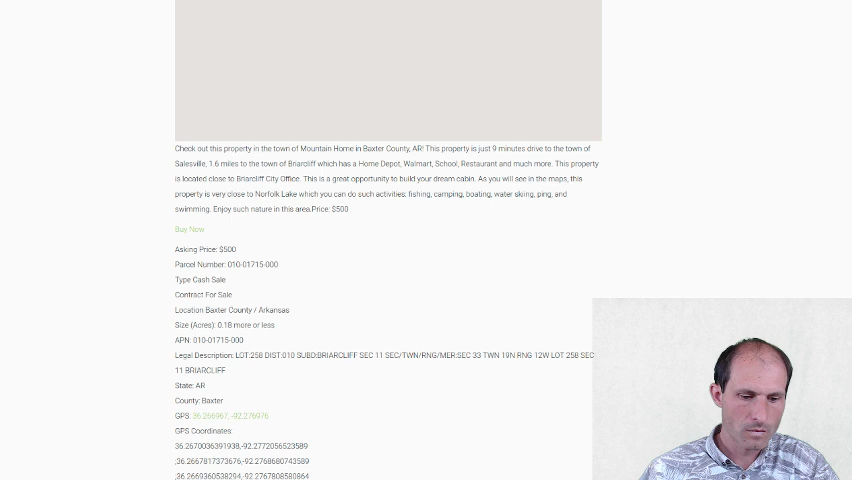 Check out this property in the town of Mountain Home in Baxter County, AR! This property is just 9 minutes drive to the town of
Salesville, 1.6 miles to the town of Briarcliff which has a Home Depot, Walmart, School, Restaurant and much more. This property
is located close to Briarcliff City Office. This is a great opportunity to build your dream cabin. As you will see in the maps, this
property is very close to Norfolk Lake which you can do such activities: fishing, camping, boating, water skiing, ping, and
swimming. Enjoy such nature in this area.Price: $500
Buy Now
Asking Price: $500
Parcel Number: 010-01715-000
Type Cash Sale
Contract For Sale
Location Baxter County / Arkansas
Size (Acres): 0.18 more or less
APN: 010-01715-000
Legal Description: LOT:258 DIST:010 SUBD:BRIARCLIFF SEC 11 SEC/TWN/RNG/MER:SEC 33 TWN 19N RNG 12W LOT 258 SEC
11 BRIARCLIFF
State: AR
County: Baxter
GPS: 36.266967, -92.276976
GPS Coordinates:
36.2670036391938,-92.2772056523589
;36.2667817373676,-92.2768680743589
;36.2669360538294,-92.2767808580864